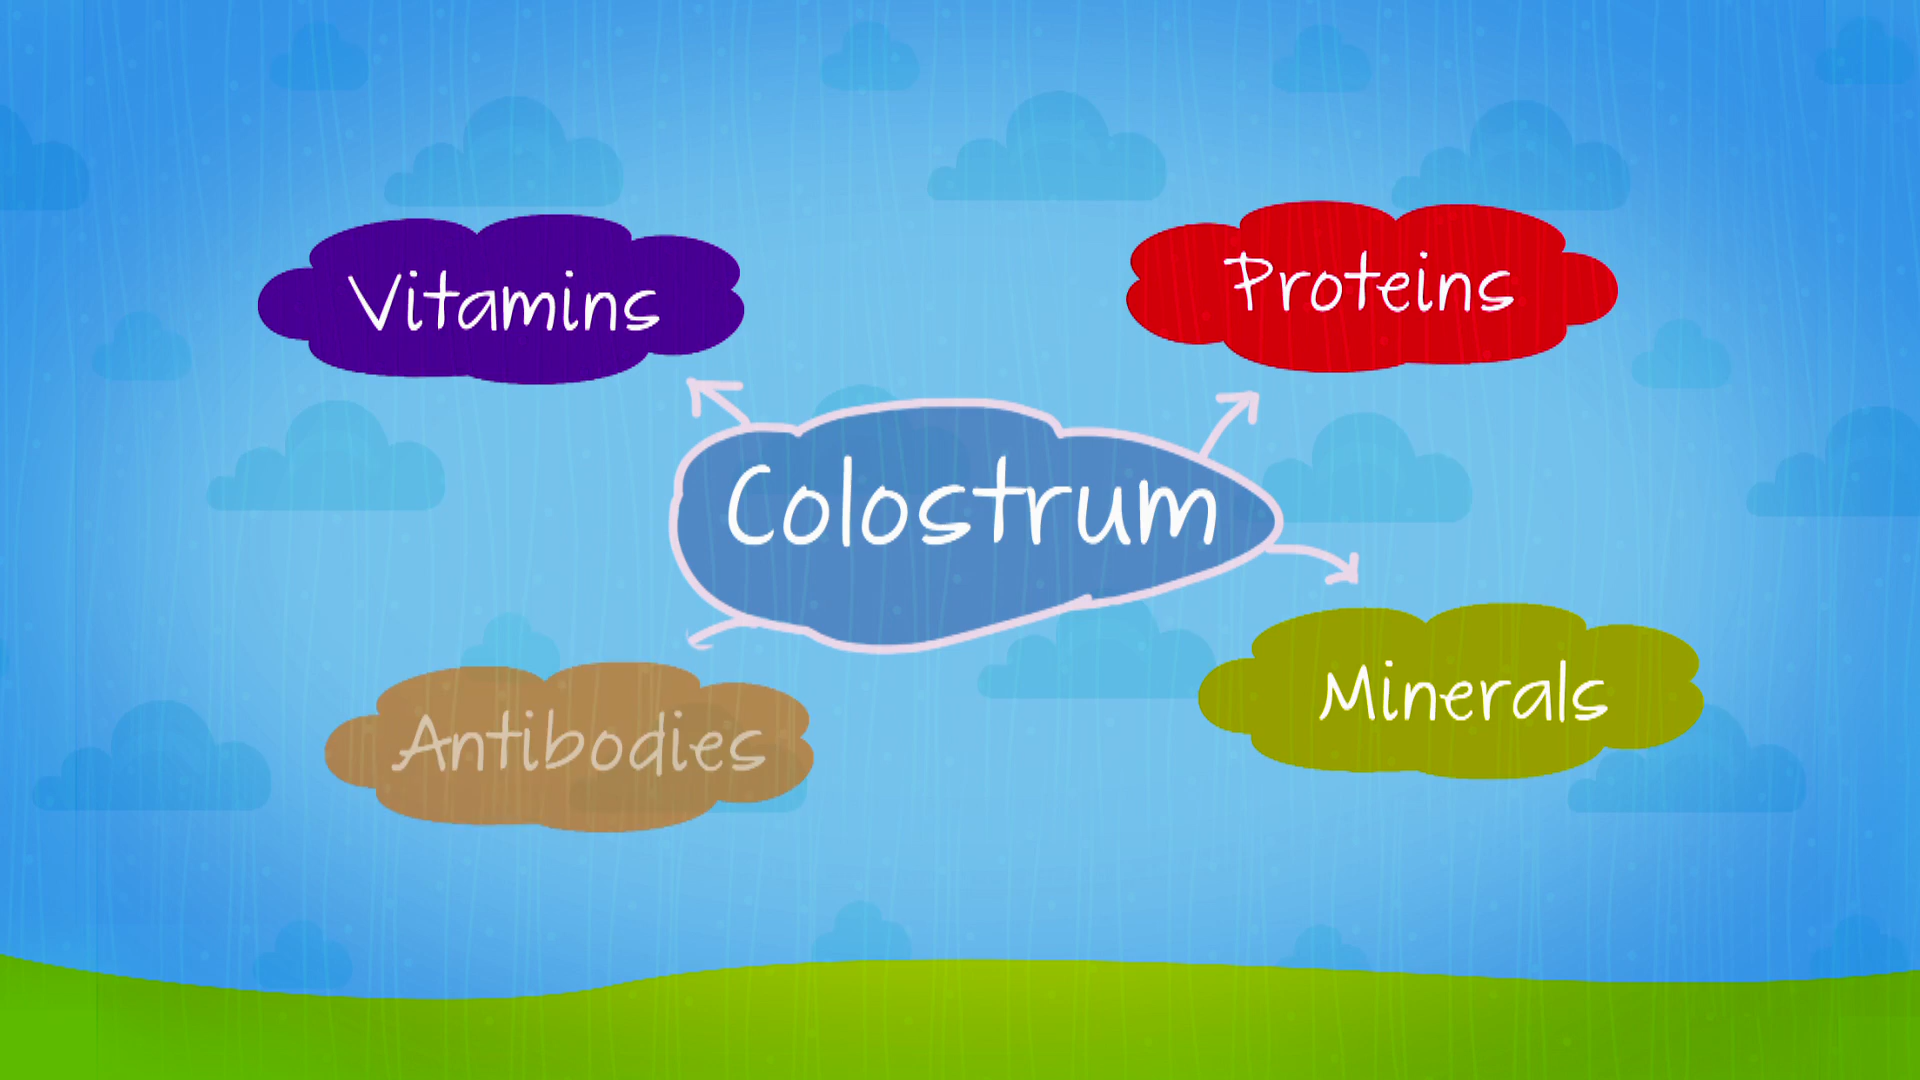 Vitamins
Proteins
Colostrum
Minerals
Antibodies